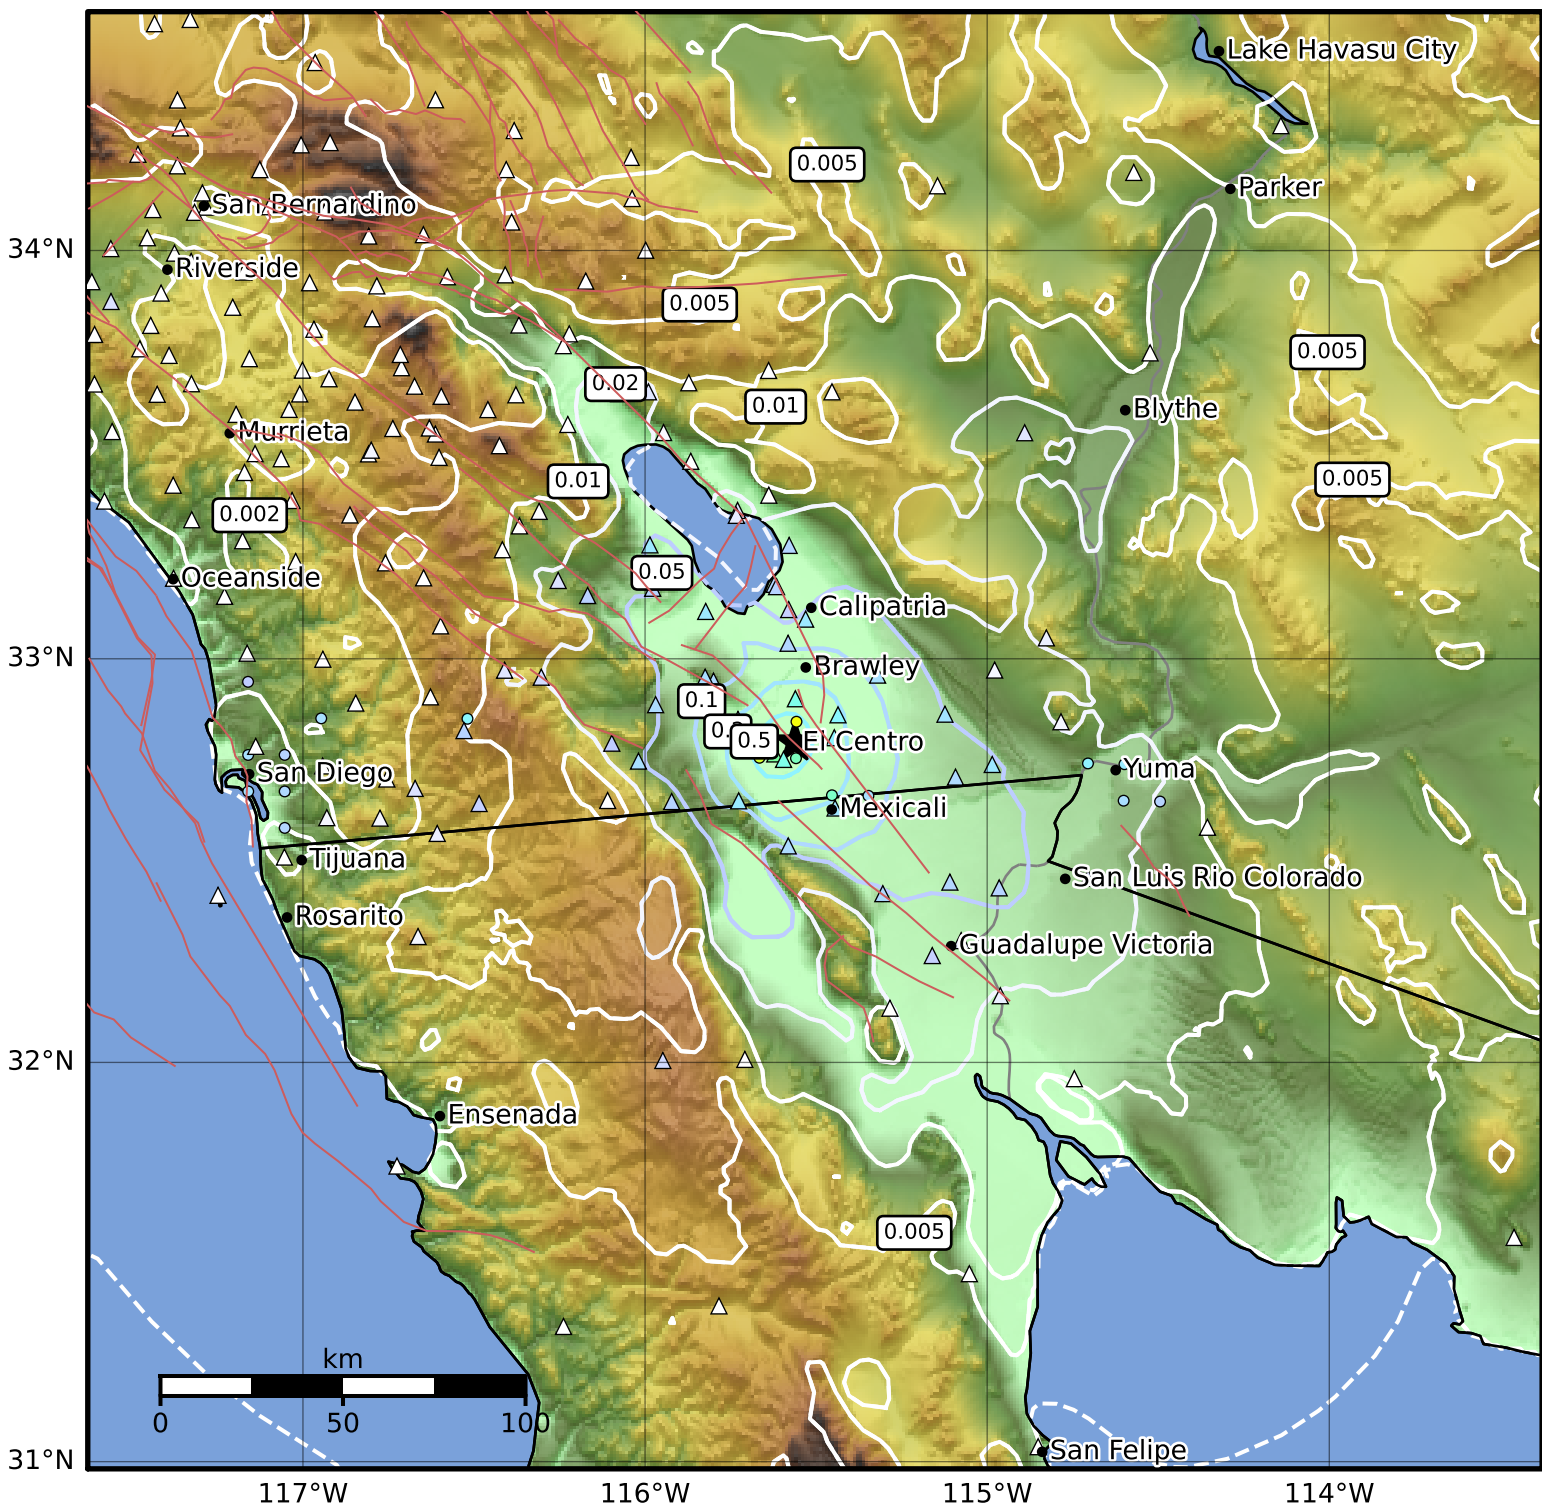 Lake Havasu City
0.005
Parker
San Bernardino
34°N
Riverside
0.005
0.005
0.02
0.01
Blythe
Murrieta
0.01
0.005
0.002
Oceanside
0.05
Calipatria
33°N
Brawley
0.1
0.5
El Centro
San Diego
Yuma
Mexicali
Tijuana
San Luis Rio Colorado
Rosarito
Guadalupe Victoria
32°N
Ensenada
0.005
km
0 50 100
San Felipe
31°N
117°W 116°W 115°W 114°W